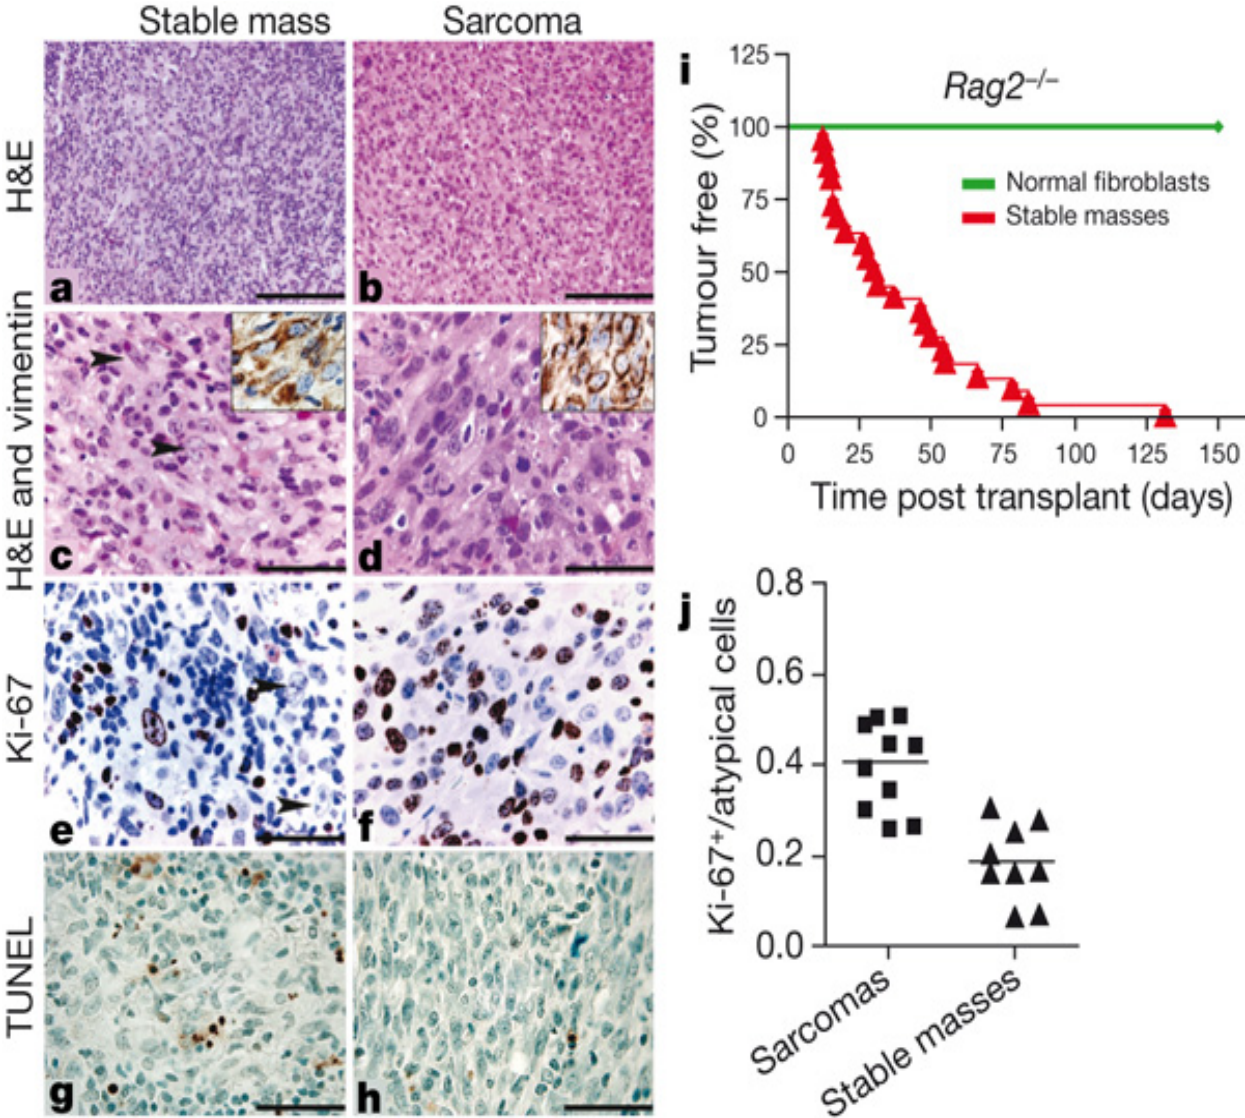 Stable mass
Sarcoma
H&E
H&E and vimentin
Ki-67
TUNEL
a
b
c
d
e
f
g
h
i
Rag2–/–
125
100
75
50
25
0
Tumour free (%)
Normal fibroblasts
Stable masses
0 25 50 75 100 125 150
Time post transplant (days)
j
0.8
0.6
0.4
0.2
0.0
Ki-67+/atypical cells
Sarcomas
Stable masses